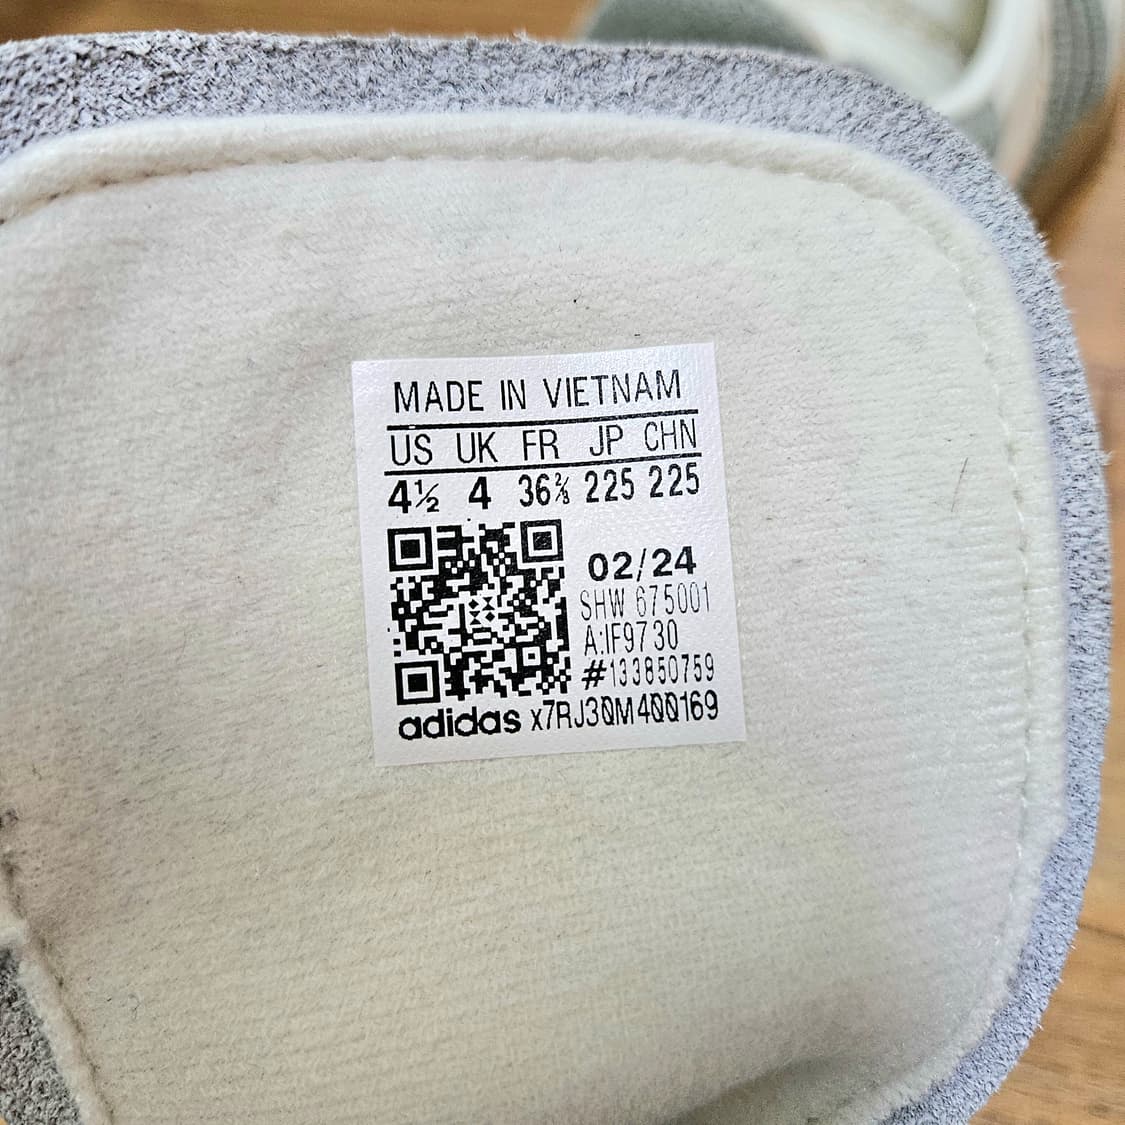 MADE IN VIETNAM
US UK FR JP CHN
4½ 4 36⅔ 225 225
02/24
SHW 675001
A:IF9730
#133850759
adidas x7RJ30M400169